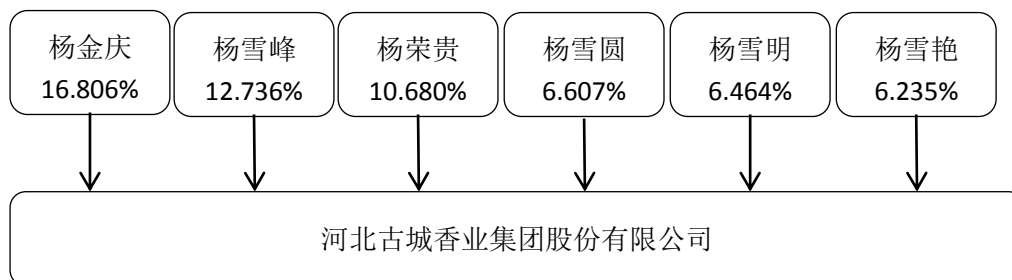 杨金庆 杨雪峰 杨荣贵 杨雪圆 杨雪明 杨雪艳
16.806% 12.736% 10.680% 6.607% 6.464% 6.235%
河北古城香业集团股份有限公司